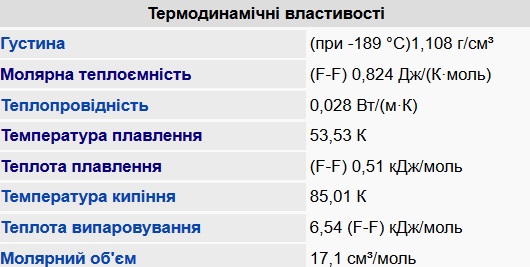 Термодинамічні властивості
Густина (при -189 °C)1,108 г/см³
Молярна теплоємність (F-F) 0,824 Дж/(К·моль)
Теплопровідність 0,028 Вт/(м·К)
Температура плавлення 53,53 К
Теплота плавлення (F-F) 0,51 кДж/моль
Температура кипіння 85,01 К
Теплота випаровування 6,54 (F-F) кДж/моль
Молярний об'єм 17,1 см³/моль